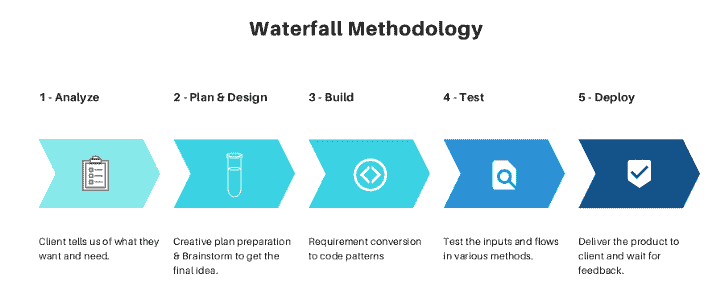 Waterfall Methodology
1 - Analyze
2 - Plan & Design
3 - Build
4 - Test
5 - Deploy
Client tells us of what they
want and need.
Creative plan preparation
& Brainstorm to get the
final idea.
Requirement conversion
to code patterns
Test the inputs and flows
in various methods.
Deliver the product to
client and wait for
feedback.